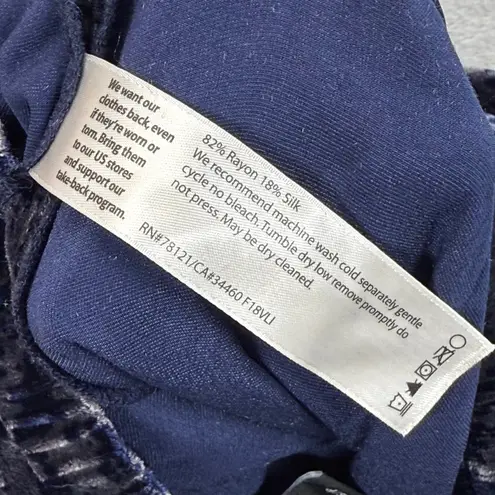 We want our
clothes back, even
if they're worn or
torn. Bring them
to our US stores
and support our
take-back program.
82% Rayon 18% Silk
We recommend machine wash cold separately gentle
cycle no bleach. Tumble dry low remove promptly do
not press. May be dry cleaned.
RN#78121/CA#34460 F18VLI